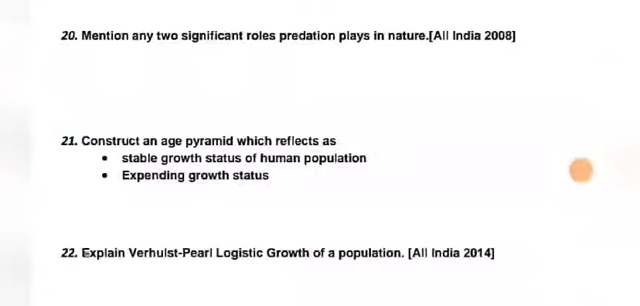 20. Mention any two significant roles predation plays in nature.[All India 2008]
21. Construct an age pyramid which reflects as
• stable growth status of human population
• Expending growth status
22. Explain Verhulst-Pearl Logistic Growth of a population. [All India 2014]